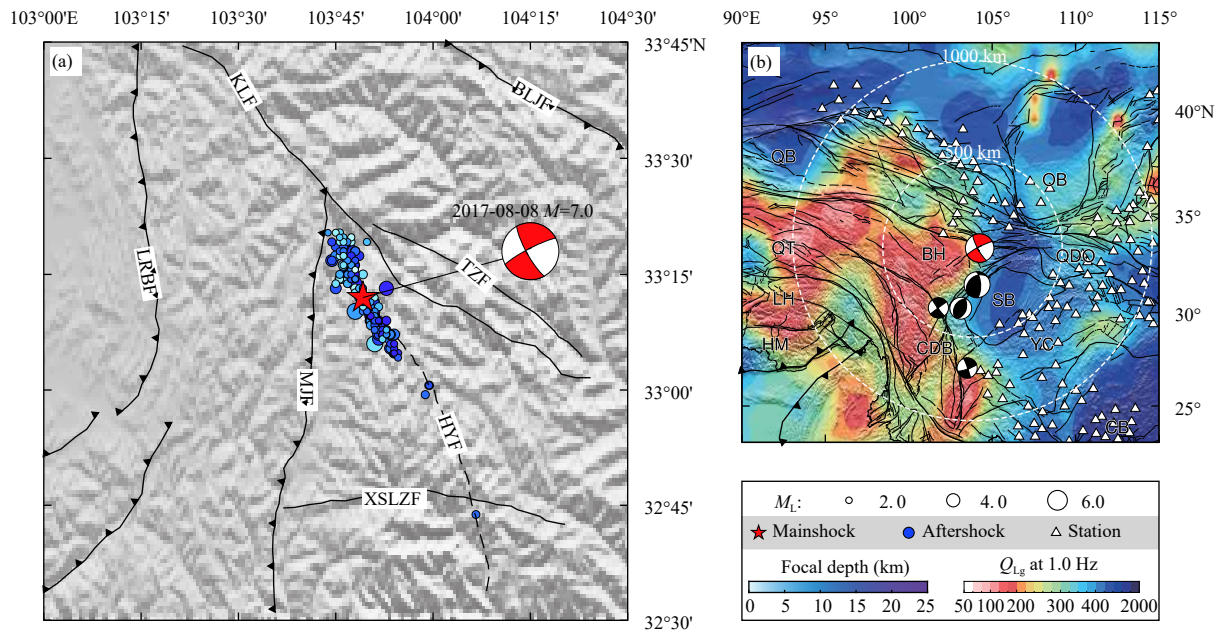 103°00'E 103°15' 103°30' 103°45' 104°00' 104°15' 104°30'
33°45'N
33°30'
33°15'
33°00'
32°45'
32°30'
(a)
KLF
BLJF
2017-08-08 M=7.0
LRBF
TZF
MJF
HYF
XSLZF
90°E 95° 100° 105° 110° 115°
40°N
35°
30°
25°
(b)
1000 km
500 km
QB
QB
QT
BH
QDO
LH
SB
HM
CDB
YC
CB
M_L: 2.0 4.0 6.0
Mainshock Aftershock Station
Focal depth (km)
0 5 10 15 20 25
Q_Lg at 1.0 Hz
50 100 200 300 400 2000